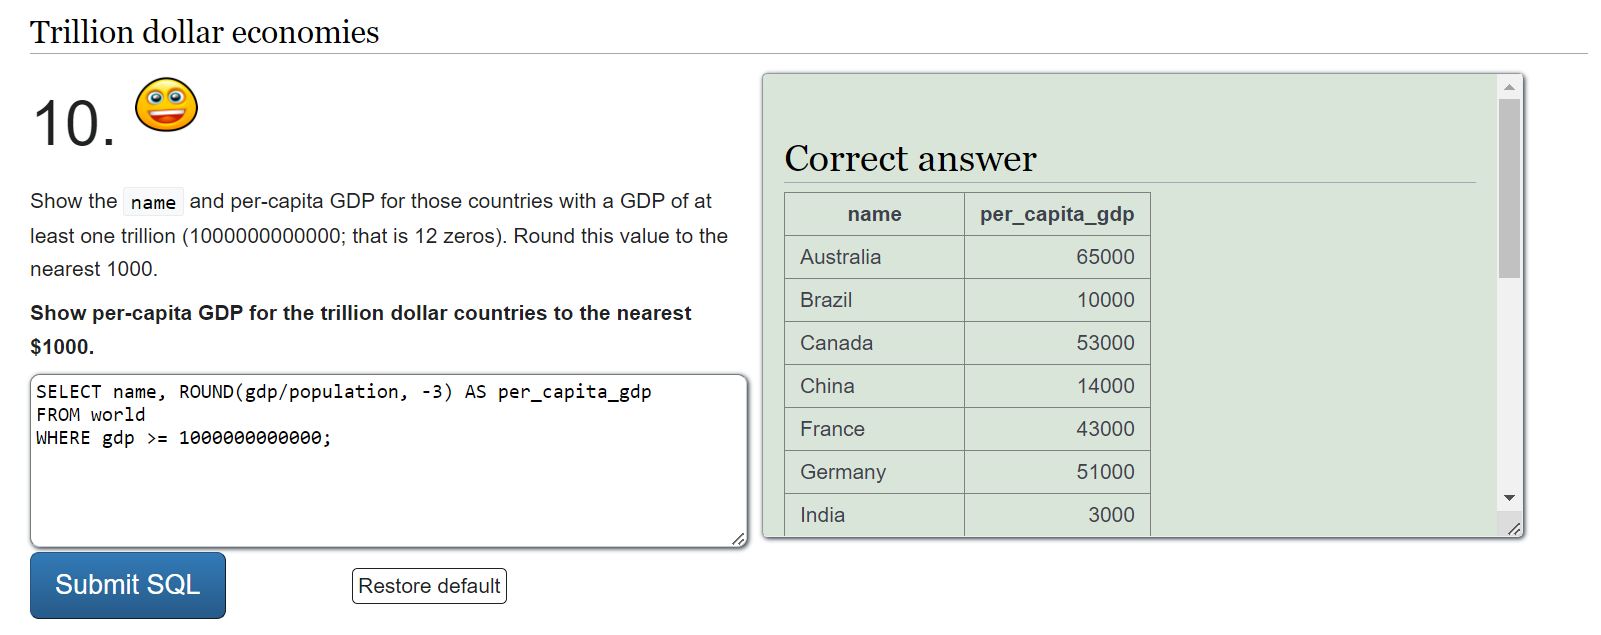 Trillion dollar economies
10.
Show the name and per-capita GDP for those countries with a GDP of at
least one trillion (1000000000000; that is 12 zeros). Round this value to the
nearest 1000.
Show per-capita GDP for the trillion dollar countries to the nearest
$1000.
SELECT name, ROUND(gdp/population, -3) AS per_capita_gdp
FROM world
WHERE gdp >= 1000000000000;
Submit SQL
Restore default
Correct answer
name per_capita_gdp
Australia 65000
Brazil 10000
Canada 53000
China 14000
France 43000
Germany 51000
India 3000